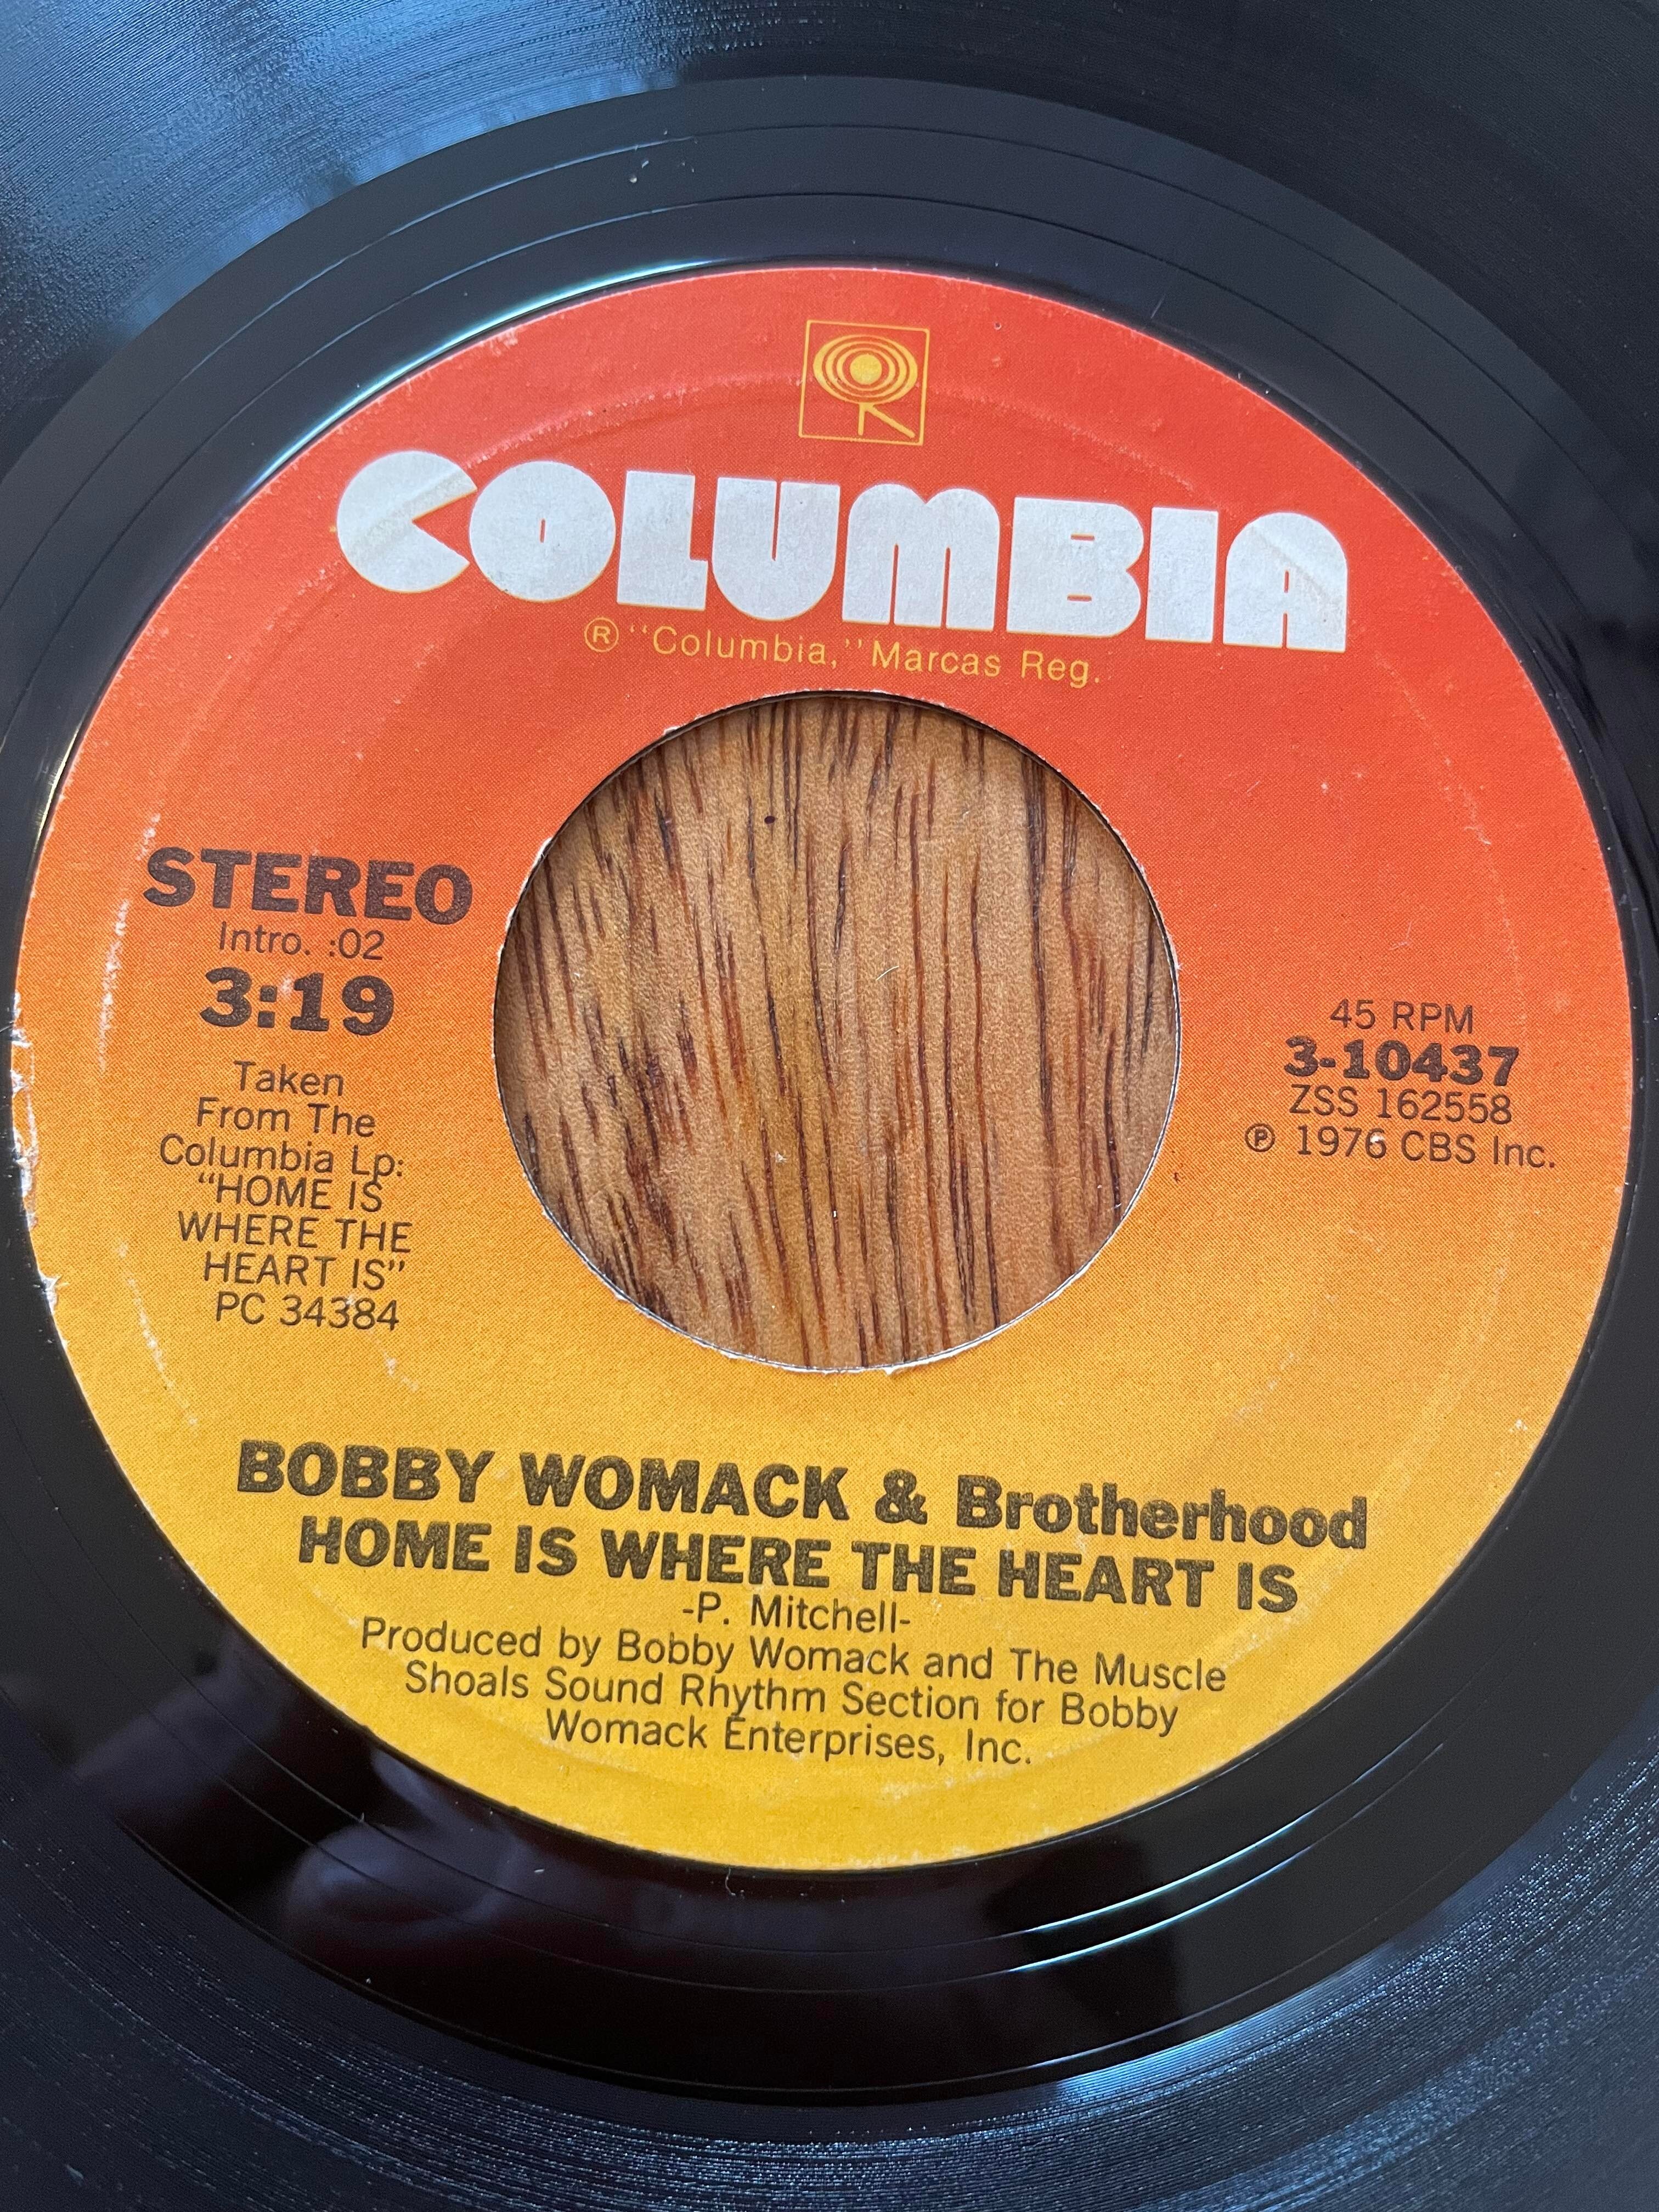 COLUMBIA
® "Columbia," Marcas Reg.
STEREO
Intro. :02
3:19
Taken
From The
Columbia Lp:
"HOME IS
WHERE THE
HEART IS"
PC 34384
45 RPM
3-10437
ZSS 162558
℗ 1976 CBS Inc.
BOBBY WOMACK & Brotherhood
HOME IS WHERE THE HEART IS
-P. Mitchell-
Produced by Bobby Womack and The Muscle
Shoals Sound Rhythm Section for Bobby
Womack Enterprises, Inc.